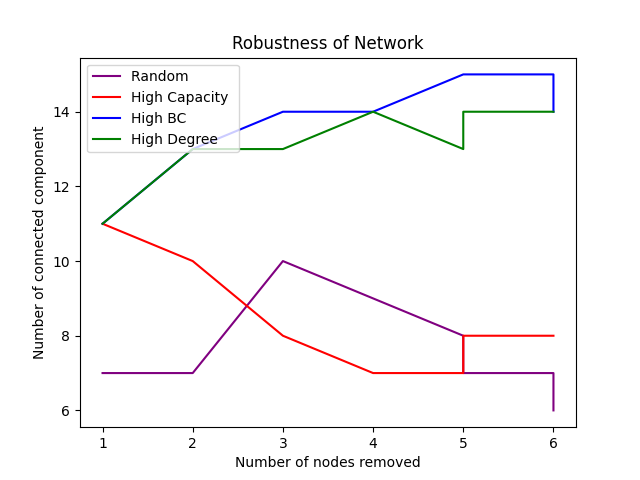 Robustness of Network
Random
High Capacity
High BC
High Degree
Number of connected component
14
12
10
8
6
1 2 3 4 5 6
Number of nodes removed